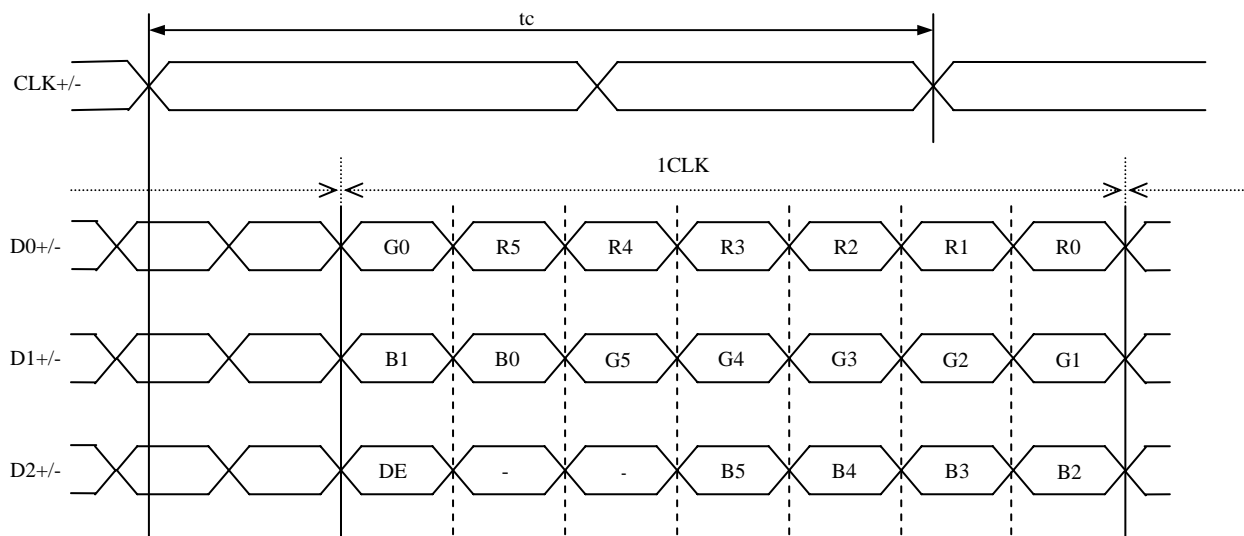 tc
CLK+/-
1CLK
D0+/- G0 R5 R4 R3 R2 R1 R0
D1+/- B1 B0 G5 G4 G3 G2 G1
D2+/- DE - - B5 B4 B3 B2